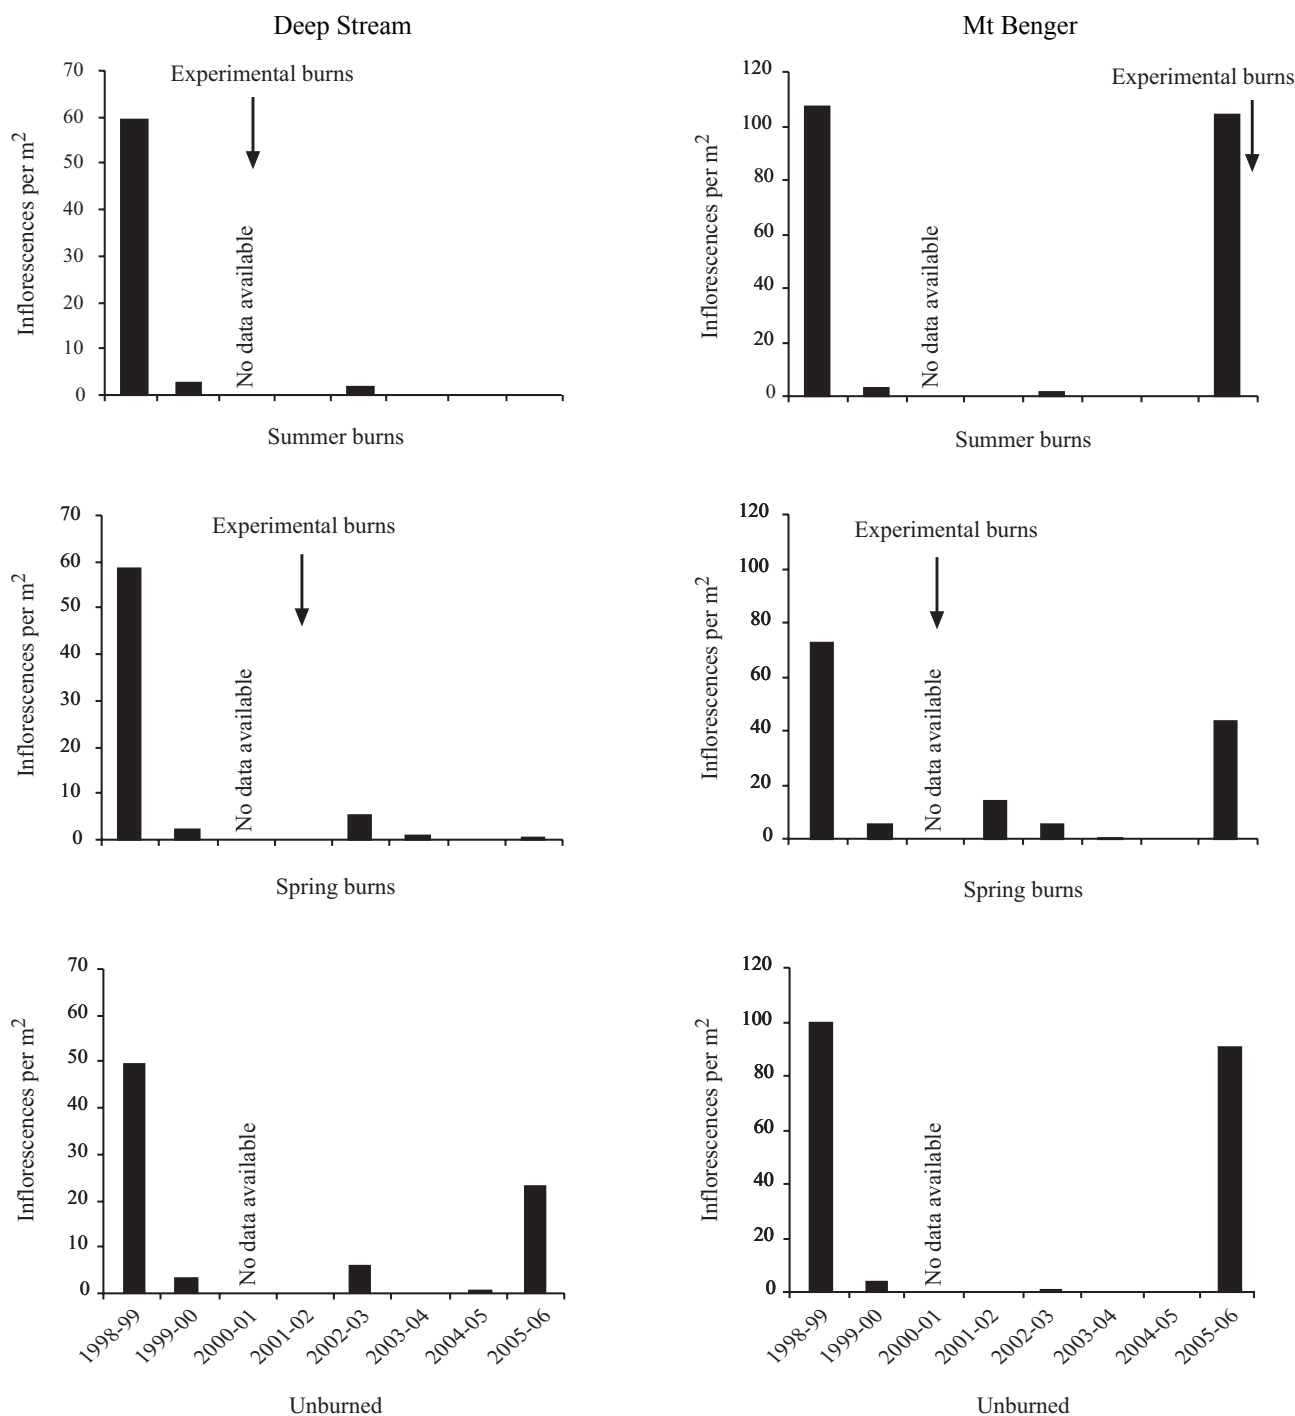 Deep Stream
Mt Benger
70
60
50
40
30
20
10
0
Inflorescences per m2
Experimental burns
No data available
Summer burns
120
100
80
60
40
20
0
Inflorescences per m2
Experimental burns
No data available
Summer burns
70
60
50
40
30
20
10
0
Inflorescences per m2
Experimental burns
No data available
Spring burns
120
100
80
60
40
20
0
Inflorescences per m2
Experimental burns
No data available
Spring burns
70
60
50
40
30
20
10
0
Inflorescences per m2
No data available
1998-99
1999-00
2000-01
2001-02
2002-03
2003-04
2004-05
2005-06
Unburned
120
100
80
60
40
20
0
Inflorescences per m2
No data available
1998-99
1999-00
2000-01
2001-02
2002-03
2003-04
2004-05
2005-06
Unburned